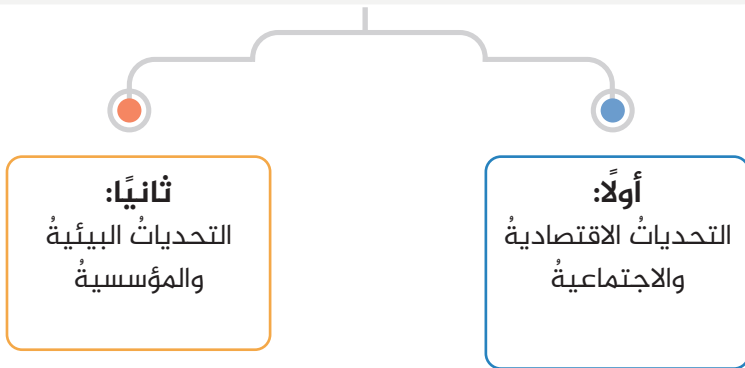 أولًا:
التحدياتُ الاقتصاديةُ
والاجتماعيةُ
ثانيًا:
التحدياتُ البيئيةُ
والمؤسسيةُ